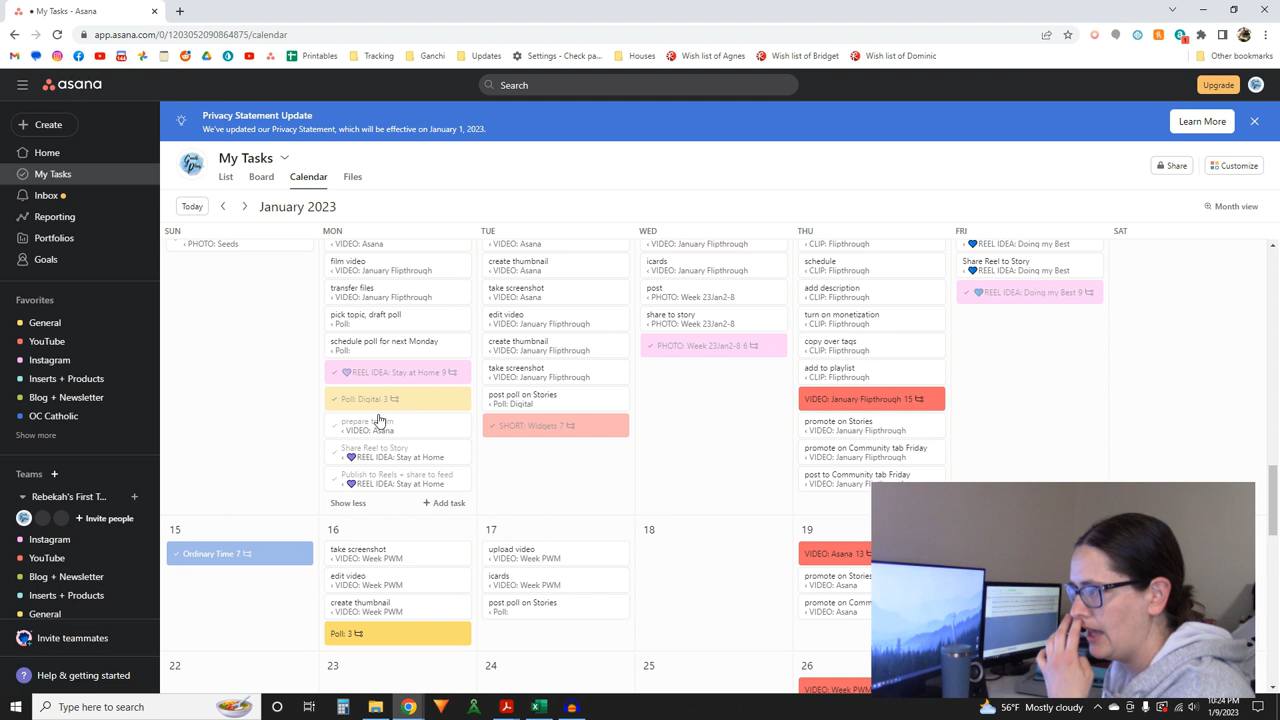 My Tasks - Asana
app.asana.com/0/1203052090864875/calendar
Printables
Tracking
Ganchi
Updates
Settings - Check pa...
Houses
Wish list of Agnes
Wish list of Bridget
Wish list of Dominic
Other bookmarks
asana
Search
Upgrade
Create
Privacy Statement Update
We've updated our Privacy Statement, which will be effective on January 1, 2023.
Learn More
Home
My Tasks
Inbox
Reporting
Portfolios
Goals
Favorites
General
YouTube
Instagram
Inserts + Products
Blog + Newsletter
OC Catholic
Show more
Teams
Rebekah's First T...
Invite people
Instagram
YouTube
Blog + Newsletter
Inserts + Products
General
Invite teammates
Help & getting started
My Tasks
List
Board
Calendar
Files
Share
Customize
Today
January 2023
Month view
SUN
MON
TUE
WED
THU
FRI
SAT
‹ PHOTO: Seeds
‹ VIDEO: Asana
film video
‹ VIDEO: January Flipthrough
transfer files
‹ VIDEO: January Flipthrough
pick topic, draft poll
‹ Poll:
schedule poll for next Monday
‹ Poll:
REEL IDEA: Stay at Home 9
Poll: Digital 3
‹ VIDEO: Asana
Share Reel to Story
‹ 💜REEL IDEA: Stay at Home
Publish to Reels + share to feed
‹ 💜REEL IDEA: Stay at Home
Show less
Add task
‹ VIDEO: Asana
create thumbnail
‹ VIDEO: Asana
take screenshot
‹ VIDEO: Asana
edit video
‹ VIDEO: January Flipthrough
create thumbnail
‹ VIDEO: January Flipthrough
take screenshot
‹ VIDEO: January Flipthrough
post poll on Stories
‹ Poll: Digital
SHORT: Widgets 7
‹ VIDEO: January Flipthrough
icards
‹ VIDEO: January Flipthrough
post
‹ PHOTO: Week 23Jan2-8
share to story
‹ PHOTO: Week 23Jan2-8
PHOTO: Week 23Jan2-8 6
‹ CLIP: Flipthrough
schedule
‹ CLIP: Flipthrough
add description
‹ CLIP: Flipthrough
turn on monetization
‹ CLIP: Flipthrough
copy over tags
‹ CLIP: Flipthrough
add to playlist
‹ CLIP: Flipthrough
VIDEO: January Flipthrough 15
promote on Stories
‹ VIDEO: January Flipthrough
promote on Community tab Friday
‹ VIDEO: January Flipthrough
post to Community tab Friday
‹ VIDEO: January Flipthrough
‹ 💙REEL IDEA: Doing my Best
Share Reel to Story
‹ 💙REEL IDEA: Doing my Best
REEL IDEA: Doing my Best 9
15
Ordinary Time 7
16
take screenshot
‹ VIDEO: Week PWM
edit video
‹ VIDEO: Week PWM
create thumbnail
‹ VIDEO: Week PWM
Poll: 3
17
upload video
‹ VIDEO: Week PWM
icards
‹ VIDEO: Week PWM
post poll on Stories
‹ Poll:
18
19
VIDEO: Asana 13
promote on Stories
‹ VIDEO: Asana
promote on Com
‹ VIDEO: Asana
22
23
24
25
26
VIDEO: Week PWM
Type here to search
56°F Mostly cloudy
10:24 PM
1/9/2023